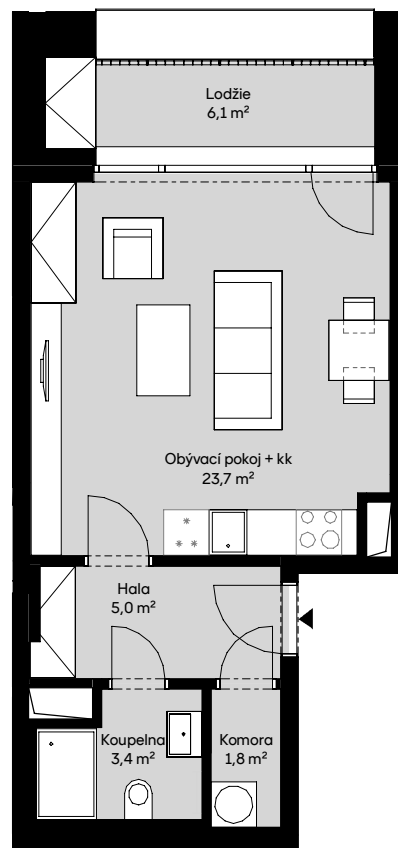 Lodžie
6,1 m²
Obývací pokoj + kk
23,7 m²
Hala
5,0 m²
Koupelna
3,4 m²
Komora
1,8 m²